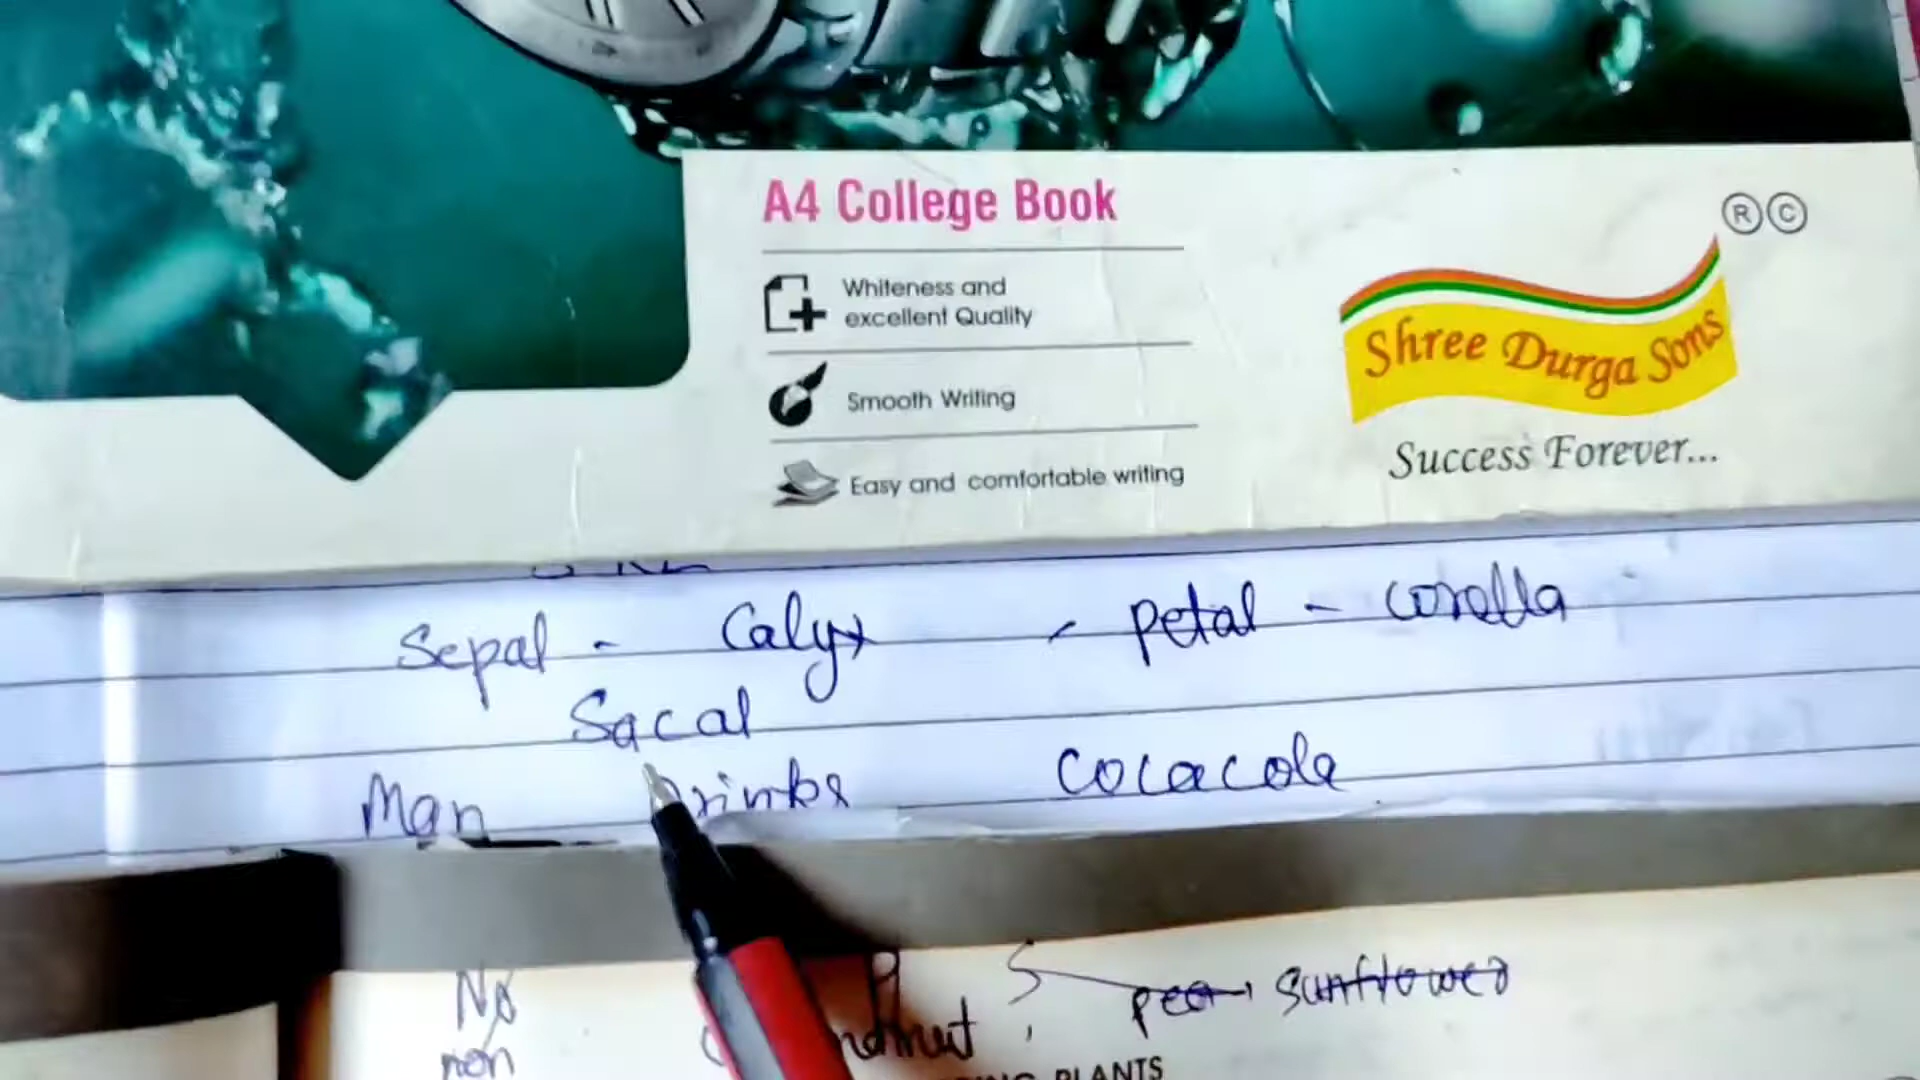 A4 College Book
Whiteness and
excellent Quality
Smooth Writing
Easy and comfortable writing
R C
Shree Durga Sons
Success Forever...
Sepal - Calyx - Petal - corolla
Sacal
Man Drinks Cocacola
No
non
pea, sunflower
PLANTS